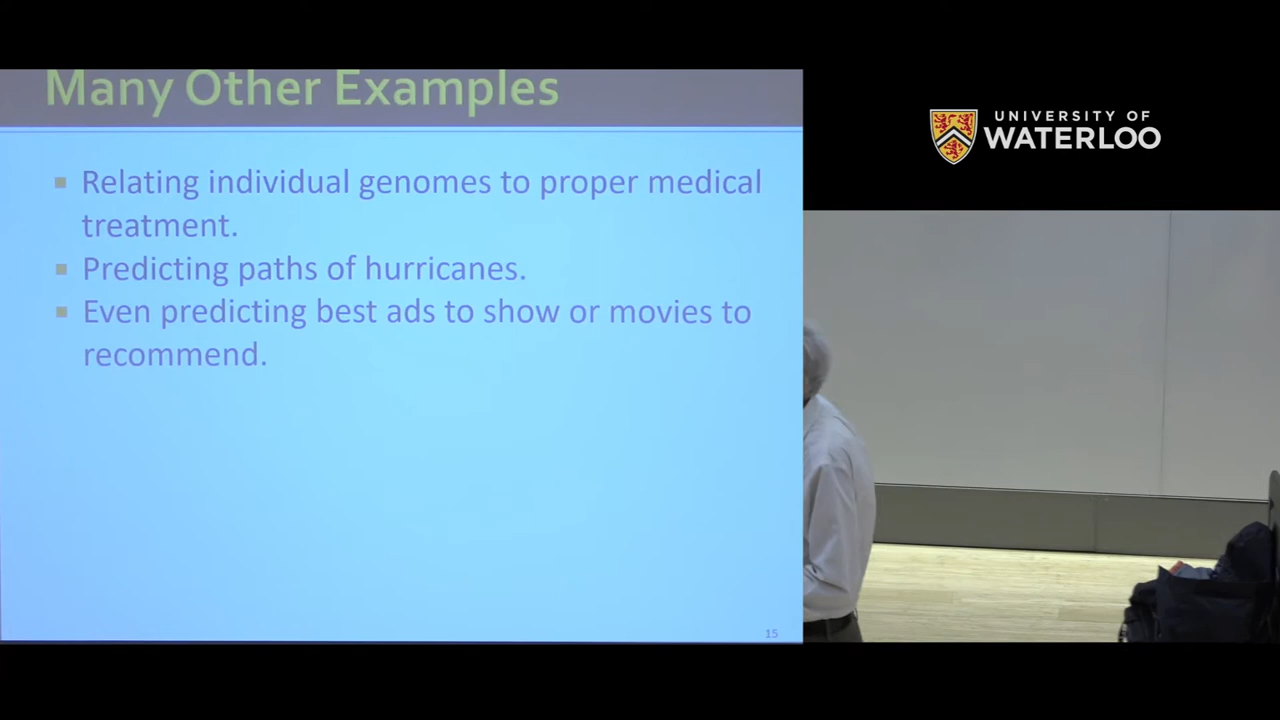 Many Other Examples
▪ Relating individual genomes to proper medical
treatment.
▪ Predicting paths of hurricanes.
▪ Even predicting best ads to show or movies to
recommend.
15
UNIVERSITY OF
WATERLOO